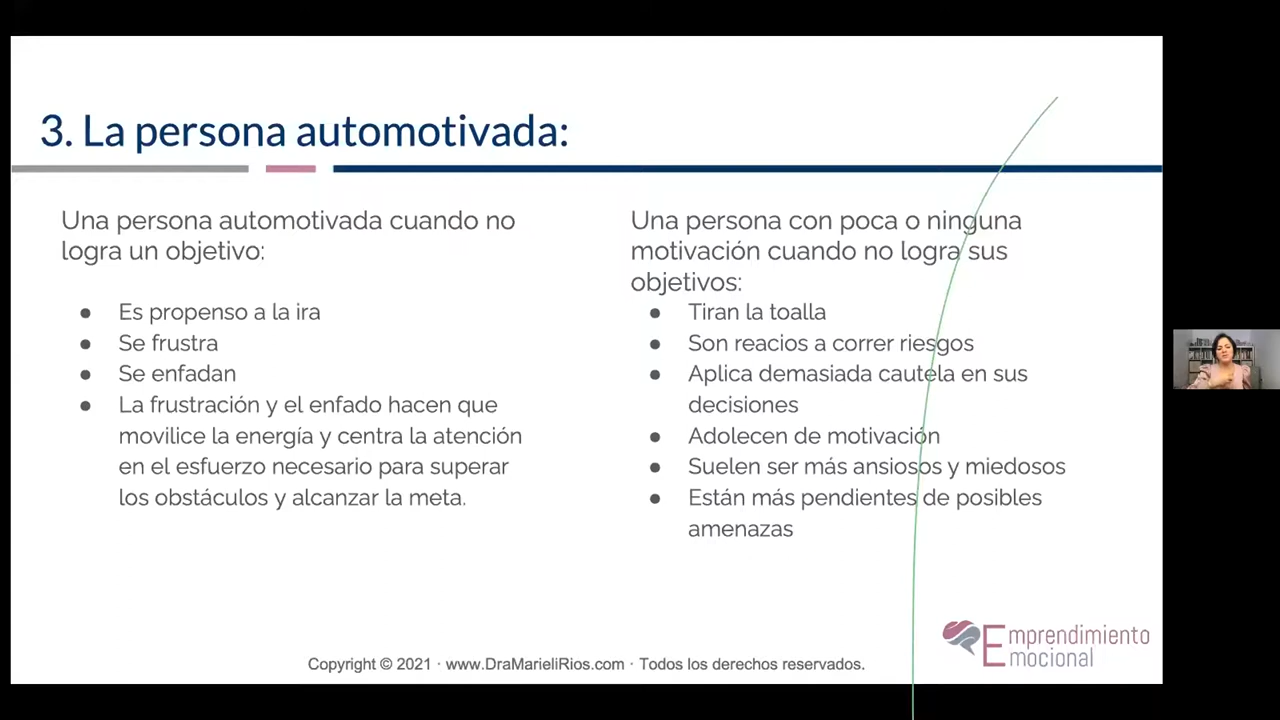 3. La persona automotivada:
Una persona automotivada cuando no
logra un objetivo:
● Es propenso a la ira
● Se frustra
● Se enfadan
● La frustración y el enfado hacen que
movilice la energía y centra la atención
en el esfuerzo necesario para superar
los obstáculos y alcanzar la meta.
Una persona con poca o ninguna
motivación cuando no logra sus
objetivos:
● Tiran la toalla
● Son reacios a correr riesgos
● Aplica demasiada cautela en sus
decisiones
● Adolecen de motivación
● Suelen ser más ansiosos y miedosos
● Están más pendientes de posibles
amenazas
Copyright © 2021 · www.DraMarieliRios.com · Todos los derechos reservados.
Emprendimiento
Emocional